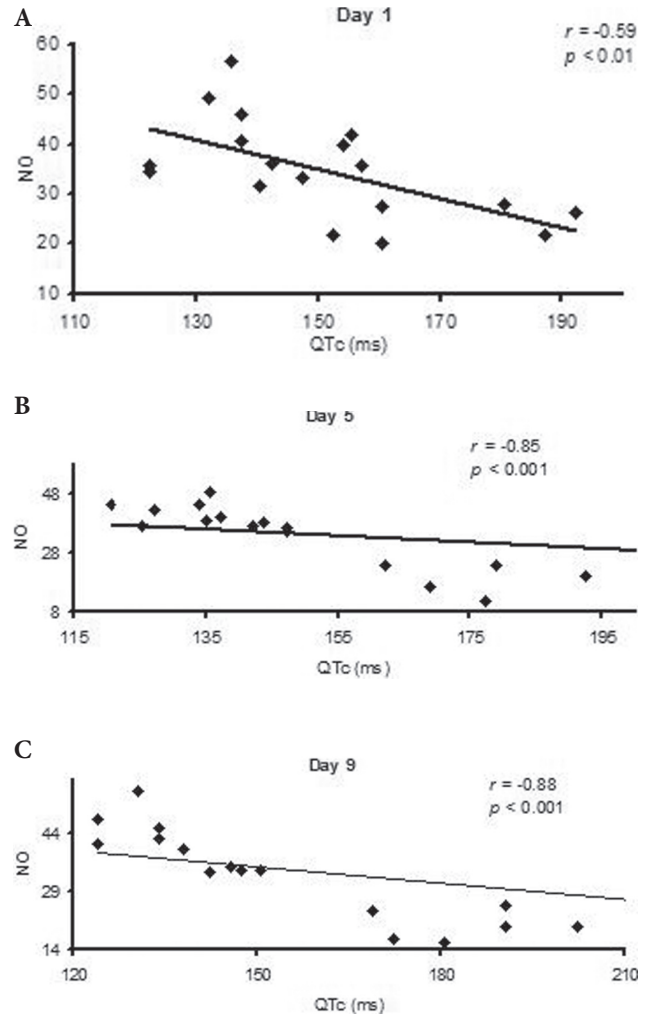 A
Day 1
r = -0.59
p < 0.01
60
50
40
30
20
10
NO
110 130 150 170 190
QTc (ms)
B
Day 5
r = -0.85
p < 0.001
48
28
8
NO
115 135 155 175 195
QTc (ms)
C
Day 9
r = -0.88
p < 0.001
44
29
14
NO
120 150 180 210
QTc (ms)